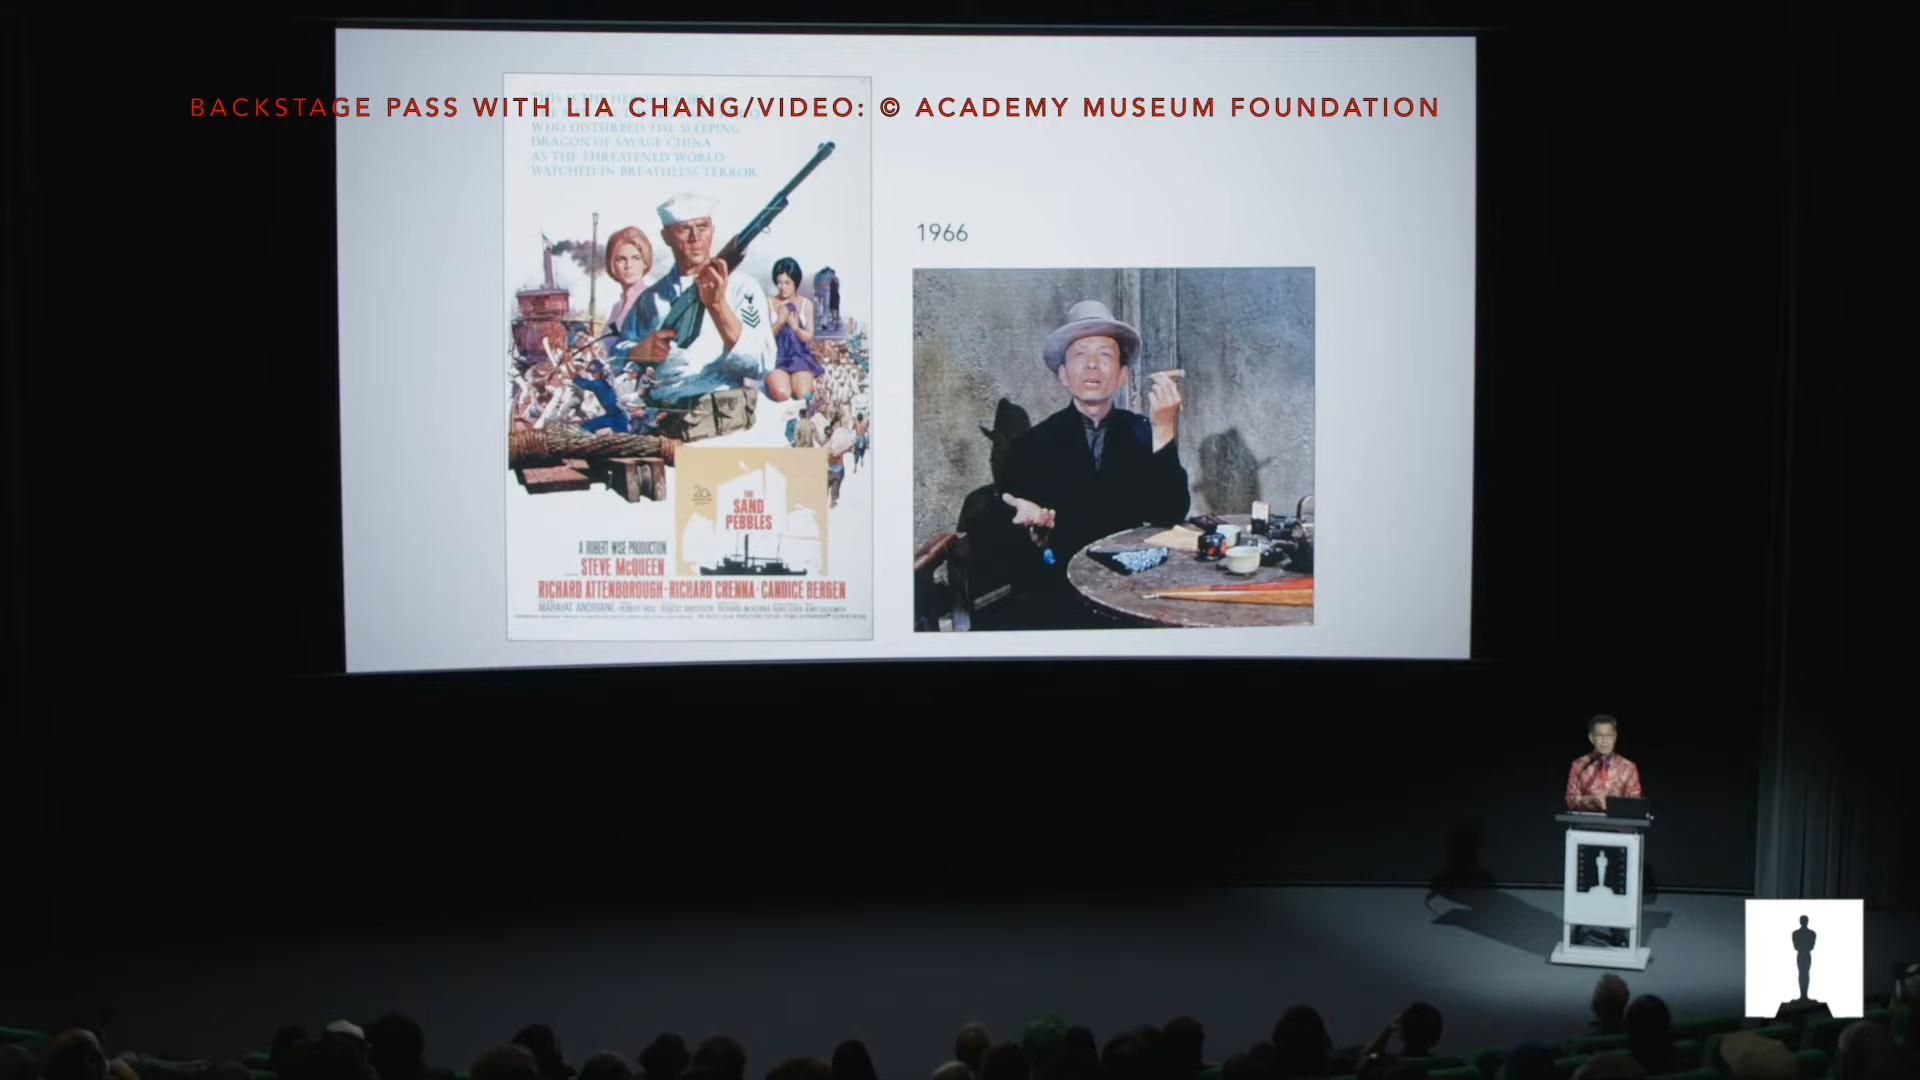 BACKSTAGE PASS WITH LIA CHANG/VIDEO: © ACADEMY MUSEUM FOUNDATION
WHO DISTURBED THE SLEEPING
DRAGON OF SAVAGE CHINA
AS THE THREATENED WORLD
WATCHED IN BREATHLESS TERROR
1966
20
THE
SAND
PEBBLES
A ROBERT WISE PRODUCTION
STEVE McQUEEN
RICHARD ATTENBOROUGH · RICHARD CRENNA · CANDICE BERGEN
MARAYAT ANDRIANE